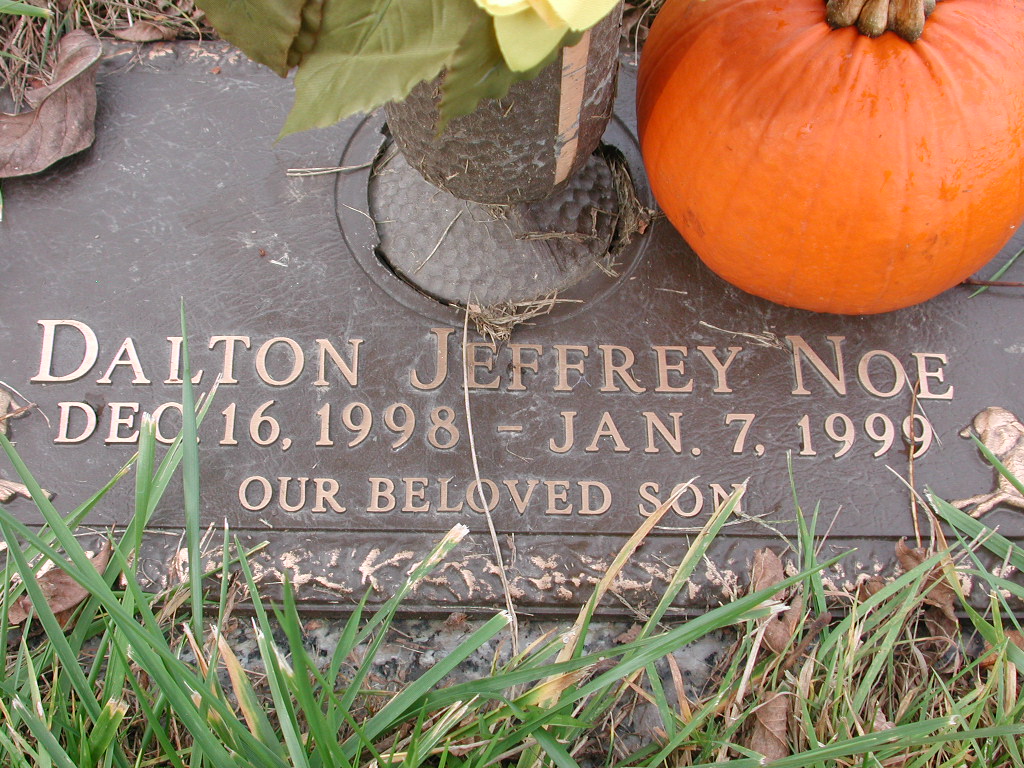 DALTON JEFFREY NOE
DEC. 16, 1998 - JAN. 7, 1999
OUR BELOVED SON